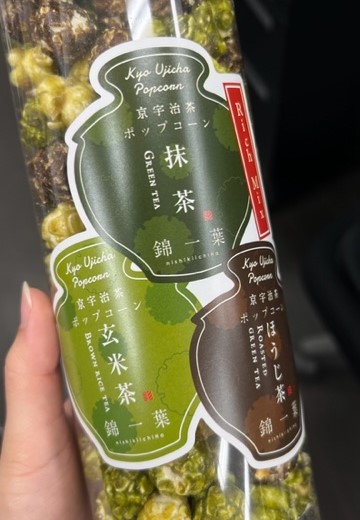 Kyo Ujicha
Popcorn
京宇治茶
ポップコーン
抹茶
GREEN TEA
錦一葉
nishikiichiha
Rich Mix
Kyo Ujicha
Popcorn
京宇治茶
ポップコーン
玄米茶
BROWN RICE TEA
錦一葉
nishikiichiha
Kyo Ujicha
Popcorn
京宇治茶
ポップコーン
ほうじ茶
ROASTED
GREEN TEA
錦一葉
nishikiichiha